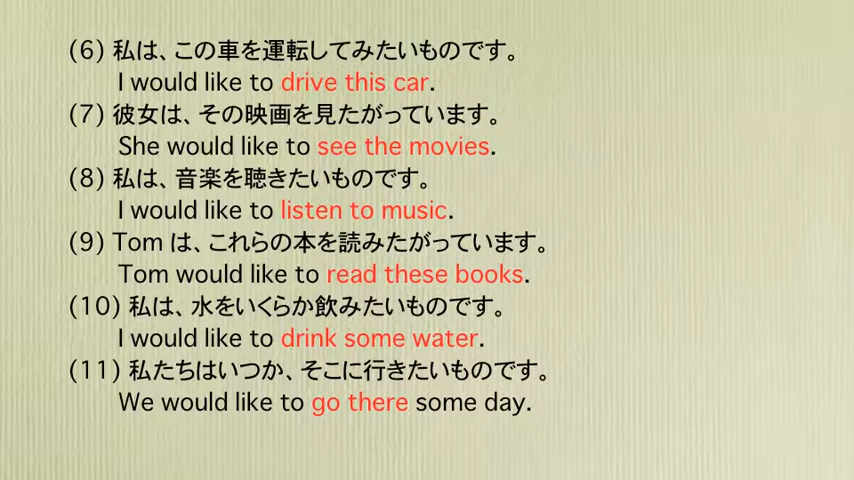 (6) 私は、この車を運転してみたいものです。
I would like to drive this car.
(7) 彼女は、その映画を見たがっています。
She would like to see the movies.
(8) 私は、音楽を聴きたいものです。
I would like to listen to music.
(9) Tom は、これらの本を読みたがっています。
Tom would like to read these books.
(10) 私は、水をいくらか飲みたいものです。
I would like to drink some water.
(11) 私たちはいつか、そこに行きたいものです。
We would like to go there some day.